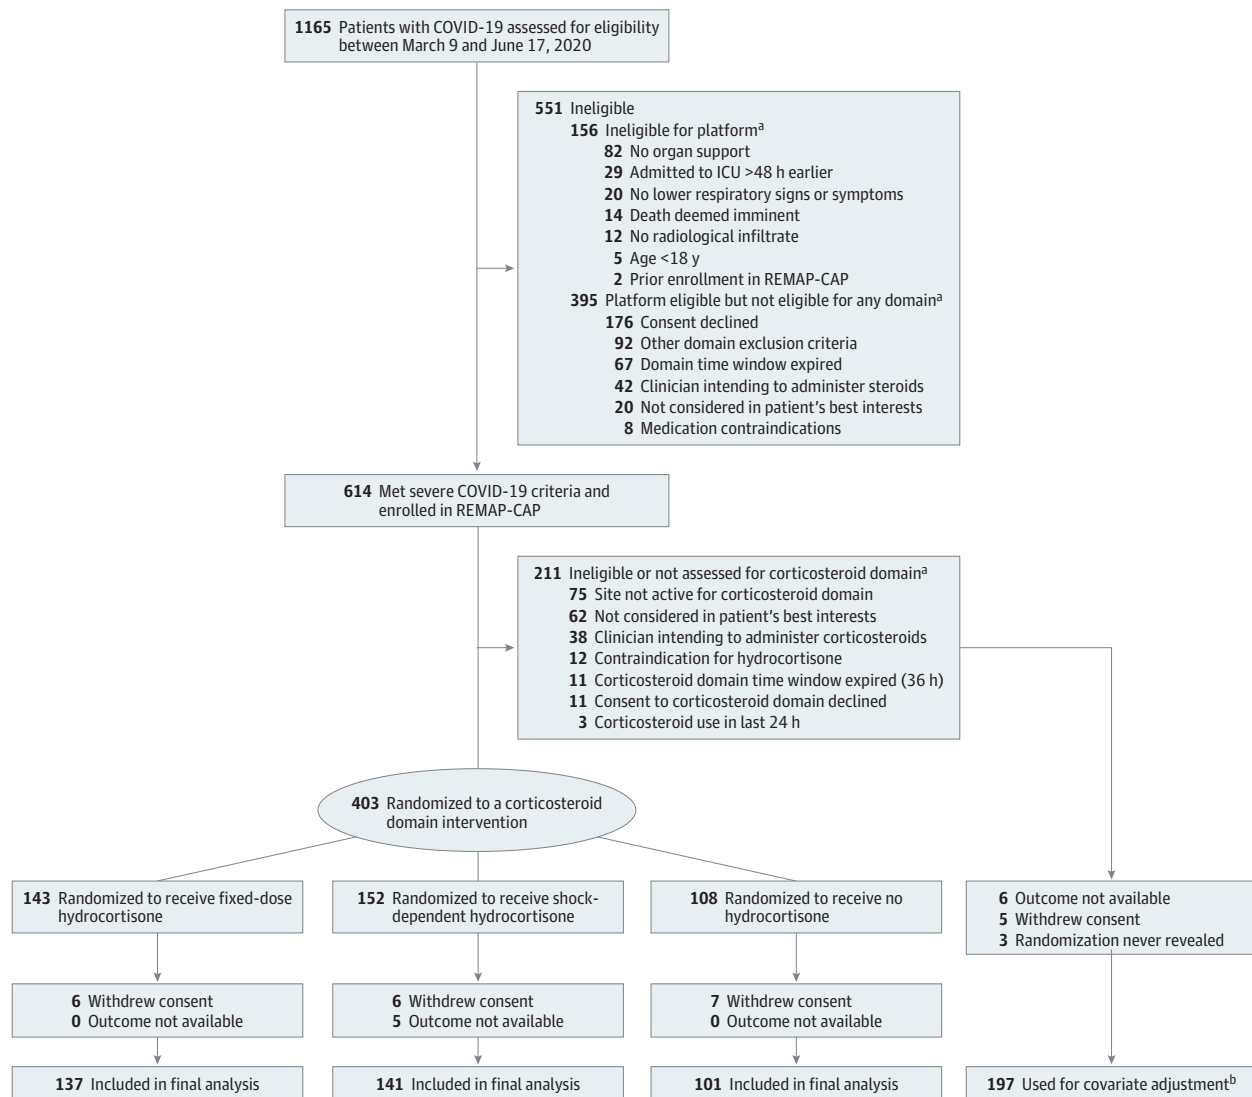 1165 Patients with COVID-19 assessed for eligibility
between March 9 and June 17, 2020
551 Ineligible
156 Ineligible for platformᵃ
82 No organ support
29 Admitted to ICU >48 h earlier
20 No lower respiratory signs or symptoms
14 Death deemed imminent
12 No radiological infiltrate
5 Age <18 y
2 Prior enrollment in REMAP-CAP
395 Platform eligible but not eligible for any domainᵃ
176 Consent declined
92 Other domain exclusion criteria
67 Domain time window expired
42 Clinician intending to administer steroids
20 Not considered in patient's best interests
8 Medication contraindications
614 Met severe COVID-19 criteria and
enrolled in REMAP-CAP
211 Ineligible or not assessed for corticosteroid domainᵃ
75 Site not active for corticosteroid domain
62 Not considered in patient's best interests
38 Clinician intending to administer corticosteroids
12 Contraindication for hydrocortisone
11 Corticosteroid domain time window expired (36 h)
11 Consent to corticosteroid domain declined
3 Corticosteroid use in last 24 h
403 Randomized to a corticosteroid
domain intervention
143 Randomized to receive fixed-dose
hydrocortisone
152 Randomized to receive shock-
dependent hydrocortisone
108 Randomized to receive no
hydrocortisone
6 Outcome not available
5 Withdrew consent
3 Randomization never revealed
6 Withdrew consent
0 Outcome not available
6 Withdrew consent
5 Outcome not available
7 Withdrew consent
0 Outcome not available
137 Included in final analysis
141 Included in final analysis
101 Included in final analysis
197 Used for covariate adjustmentᵇ